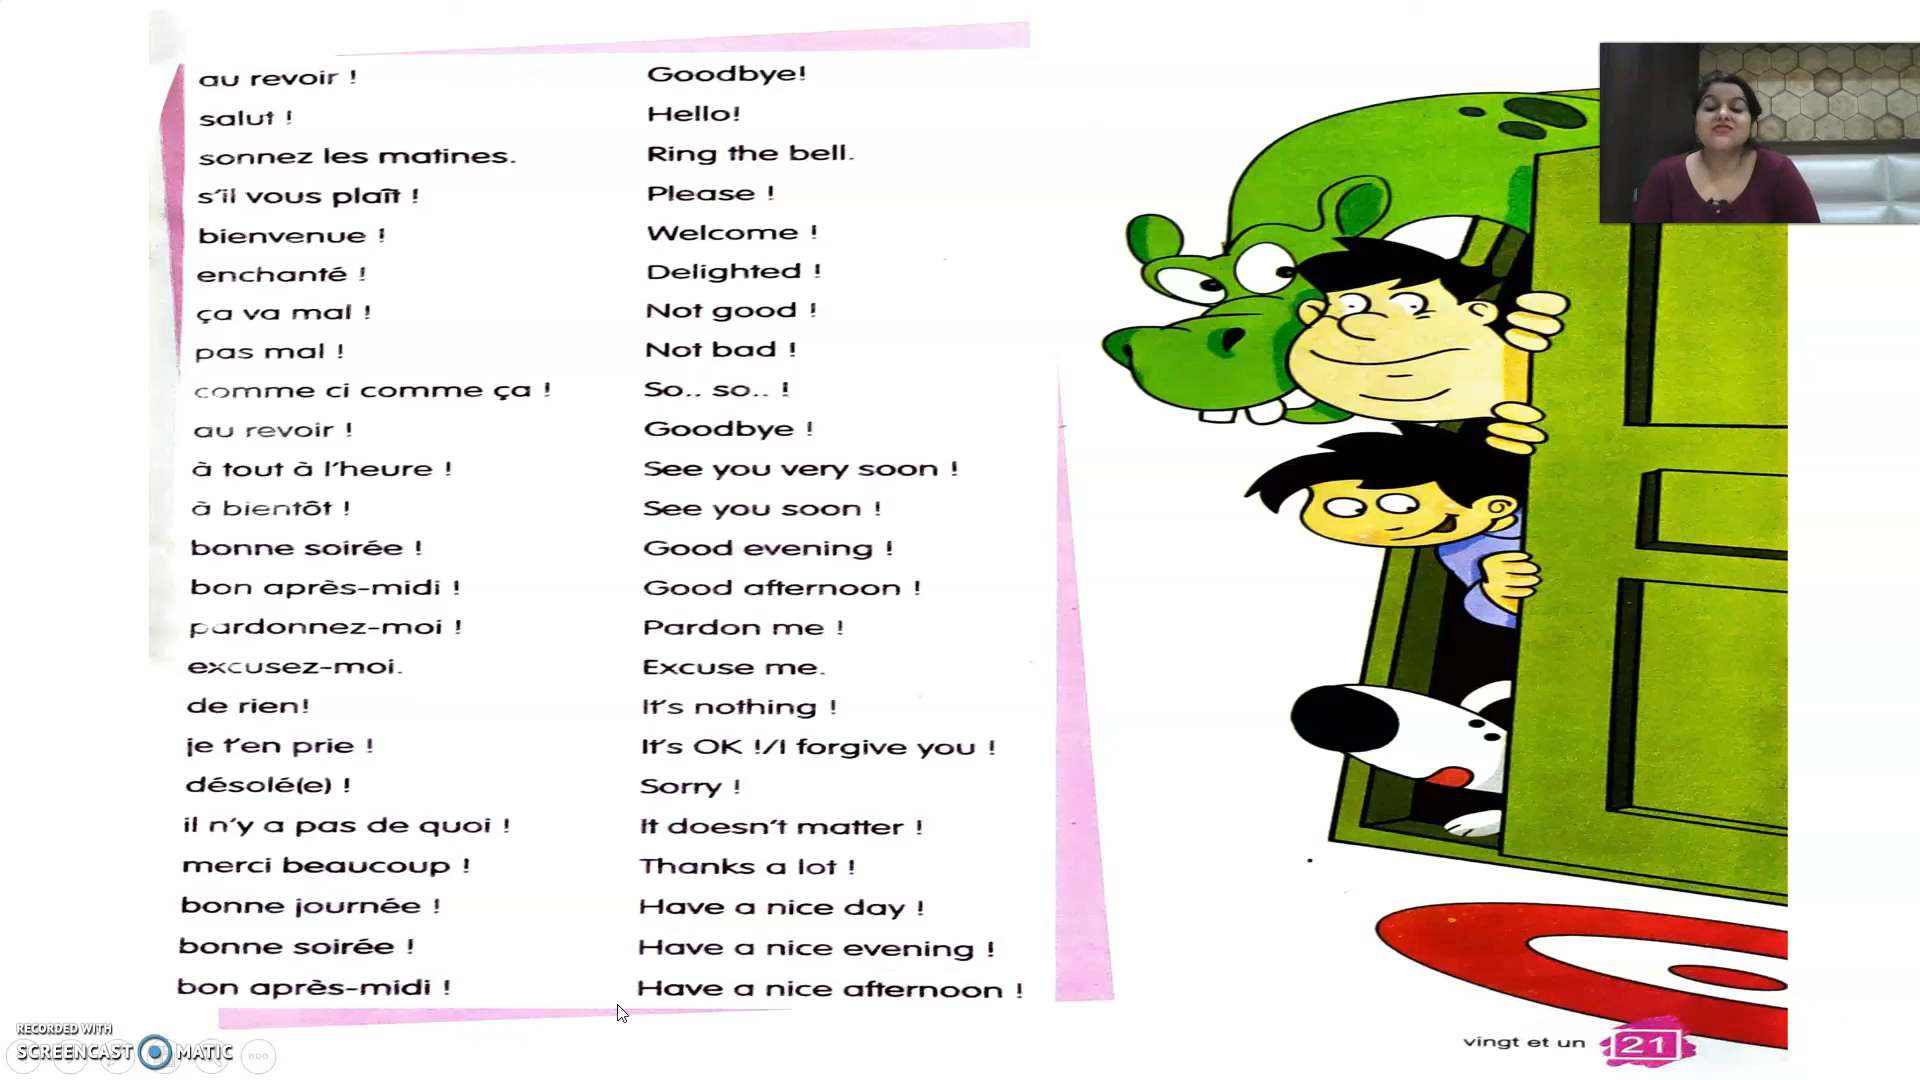 au revoir ! Goodbye!
salut ! Hello!
sonnez les matines. Ring the bell.
s'il vous plaît ! Please !
bienvenue ! Welcome !
enchanté ! Delighted !
ça va mal ! Not good !
pas mal ! Not bad !
comme ci comme ça ! So.. so.. !
au revoir ! Goodbye !
à tout à l'heure ! See you very soon !
à bientôt ! See you soon !
bonne soirée ! Good evening !
bon après-midi ! Good afternoon !
pardonnez-moi ! Pardon me !
excusez-moi. Excuse me.
de rien! It's nothing !
je t'en prie ! It's OK !/I forgive you !
désolé(e) ! Sorry !
il n'y a pas de quoi ! It doesn't matter !
merci beaucoup ! Thanks a lot !
bonne journée ! Have a nice day !
bonne soirée ! Have a nice evening !
bon après-midi ! Have a nice afternoon !
vingt et un 21
RECORDED WITH
SCREENCAST MATIC